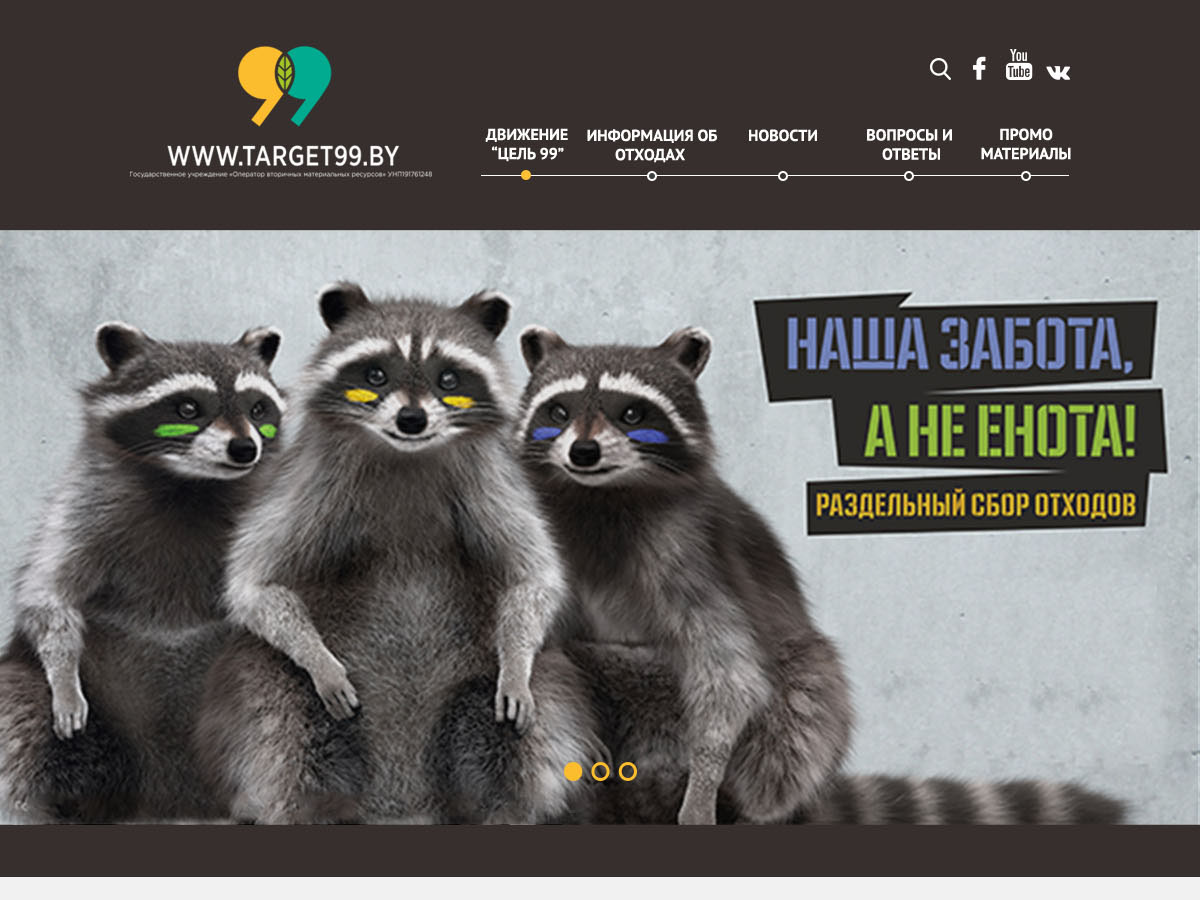 99
WWW.TARGET99.BY
Государственное учреждение «Оператор вторичных материальных ресурсов» УНП191761248
You
Tube
ДВИЖЕНИЕ
“ЦЕЛЬ 99”
ИНФОРМАЦИЯ ОБ
ОТХОДАХ
НОВОСТИ
ВОПРОСЫ И
ОТВЕТЫ
ПРОМО
МАТЕРИАЛЫ
НАША ЗАБОТА,
А НЕ ЕНОТА!
РАЗДЕЛЬНЫЙ СБОР ОТХОДОВ